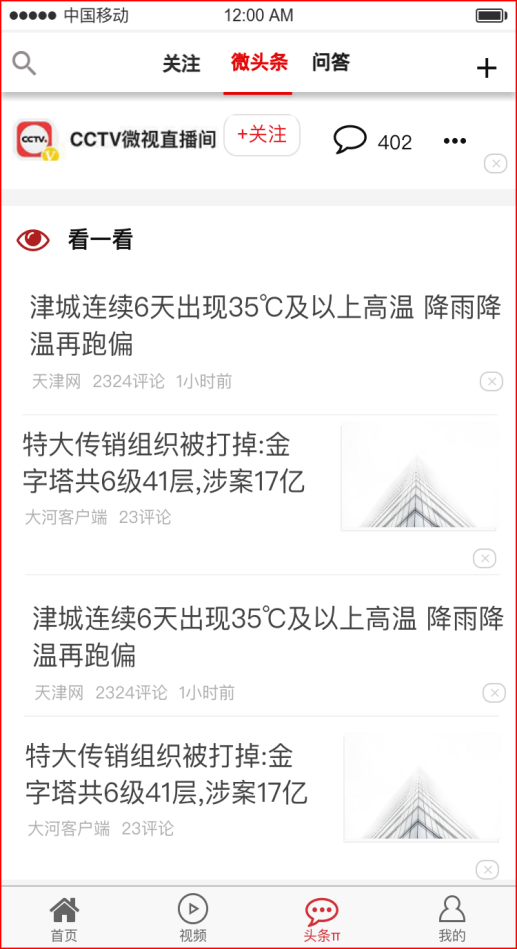 中国移动 12:00 AM
关注 微头条 问答
CCTV微视直播间 +关注 402
CCTV.
V
看一看
津城连续6天出现35℃及以上高温 降雨降
温再跑偏
天津网 2324评论 1小时前
特大传销组织被打掉:金
字塔共6级41层,涉案17亿
大河客户端 23评论
津城连续6天出现35℃及以上高温 降雨降
温再跑偏
天津网 2324评论 1小时前
特大传销组织被打掉:金
字塔共6级41层,涉案17亿
大河客户端 23评论
首页 视频 头条π 我的